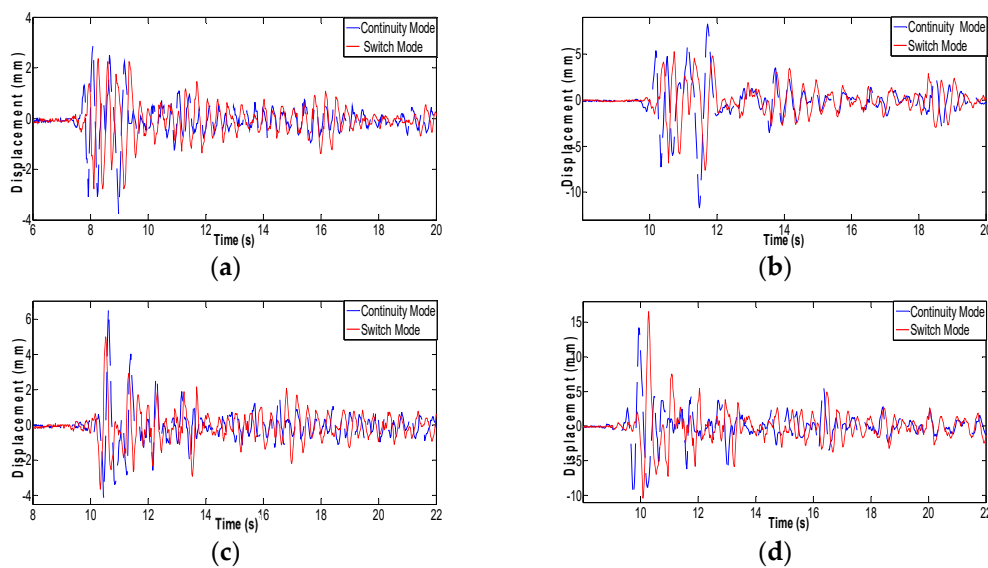 4
2
0
-2
-4
Displacement (mm)
Continuity Mode
Switch Mode
6 8 10 12 14 16 18 20
Time (s)
(a)
5
0
-5
-10
Displacement (mm)
Continuity Mode
Switch Mode
10 12 14 16 18 20
Time (s)
(b)
6
4
2
0
-2
-4
Displacement (mm)
Continuity Mode
Switch Mode
8 10 12 14 16 18 20 22
Time (s)
(c)
15
10
5
0
-5
-10
Displacement (mm)
Continuity Mode
Switch Mode
8 10 12 14 16 18 20 22
Time (s)
(d)